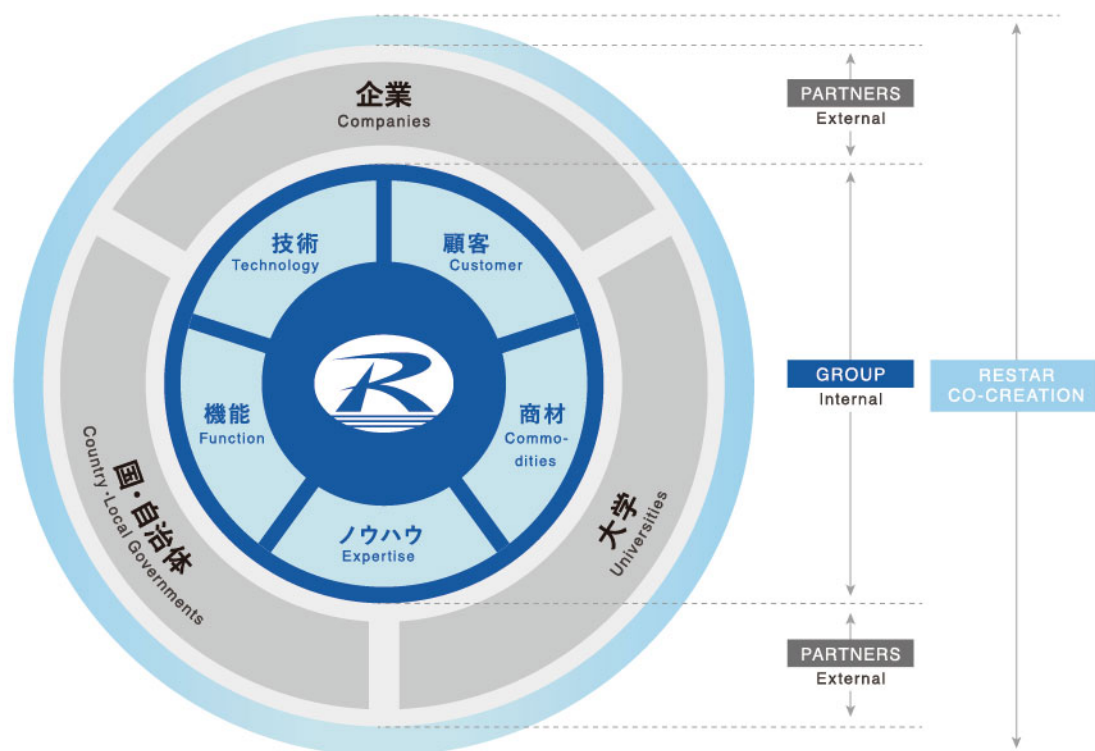 企業
Companies
PARTNERS
External
技術
Technology
顧客
Customer
機能
Function
商材
Commo-
dities
ノウハウ
Expertise
国・自治体
Country・Local Governments
大学
Universities
GROUP
Internal
RESTAR
CO-CREATION
PARTNERS
External